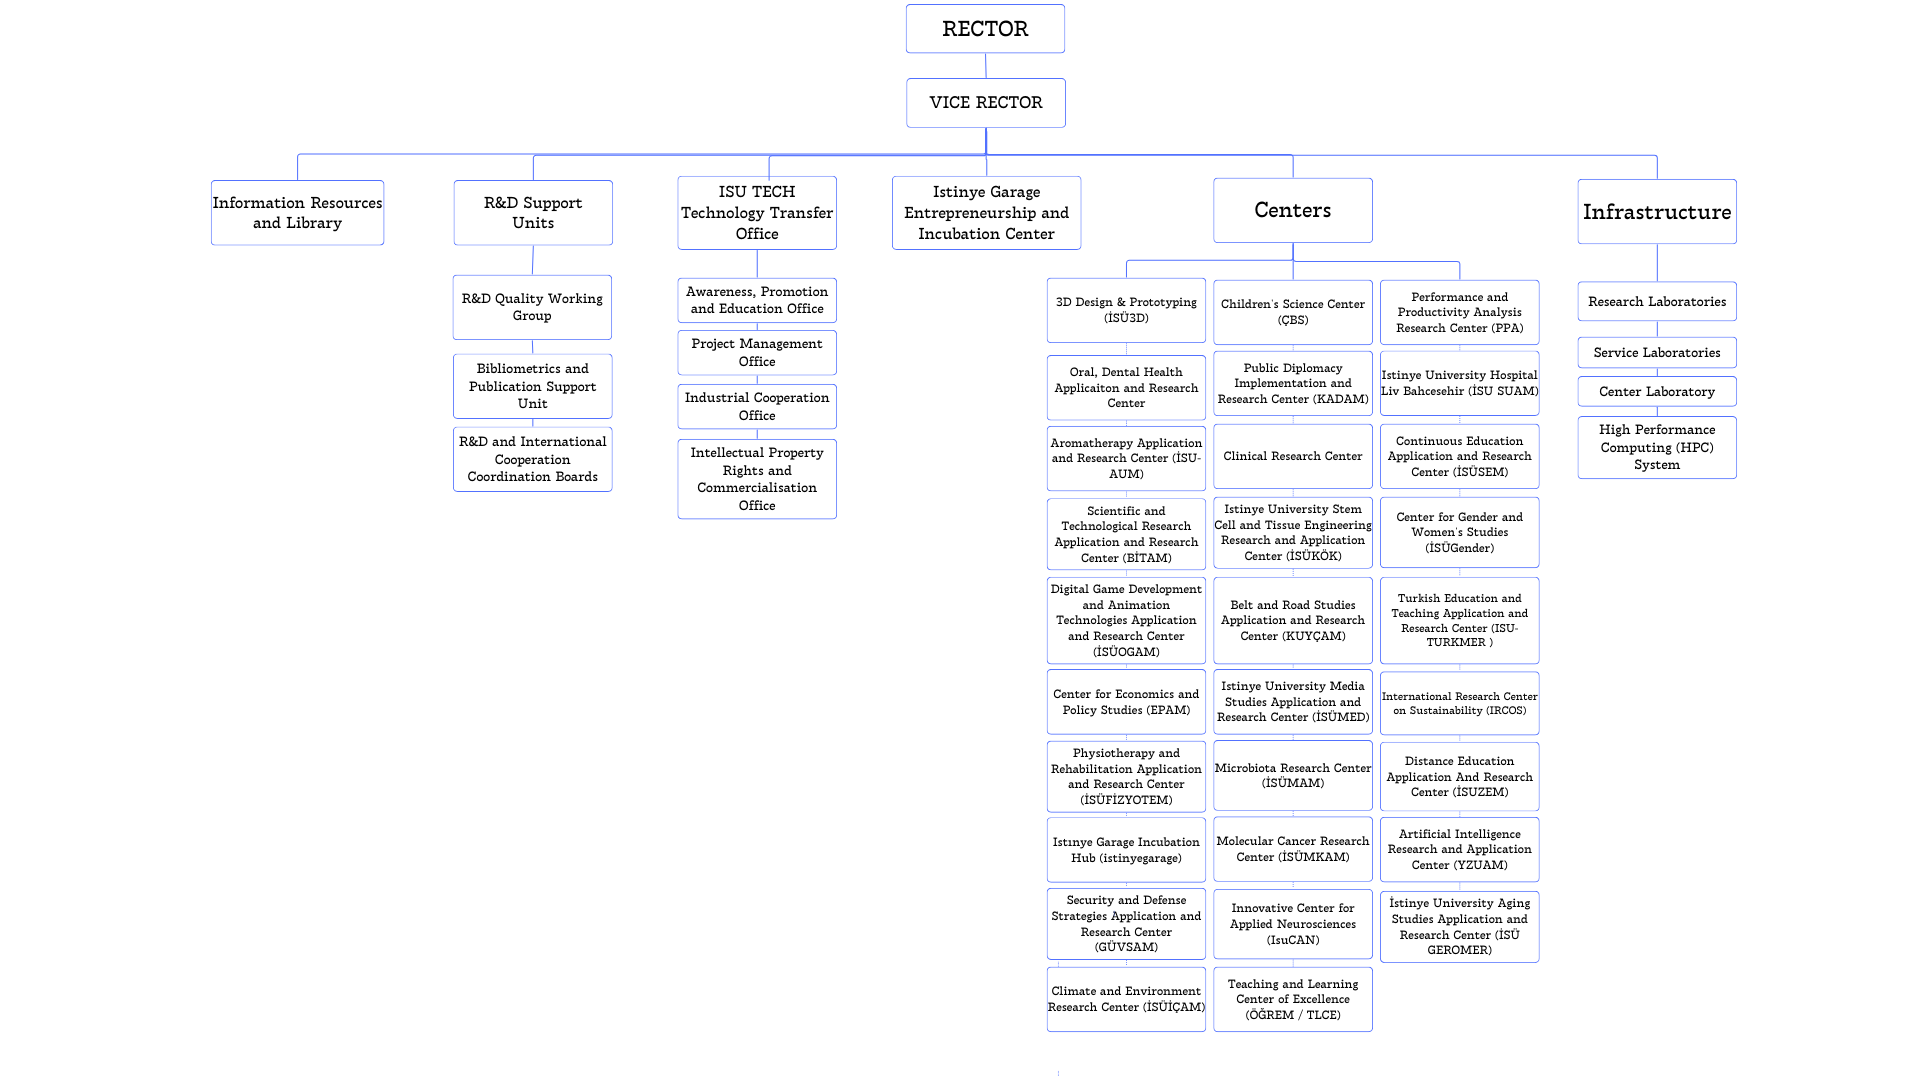 RECTOR
VICE RECTOR
Information Resources
and Library
R&D Support
Units
R&D Quality Working
Group
Bibliometrics and
Publication Support
Unit
R&D and International
Cooperation
Coordination Boards
ISU TECH
Technology Transfer
Office
Awareness, Promotion
and Education Office
Project Management
Office
Industrial Cooperation
Office
Intellectual Property
Rights and
Commercialisation
Office
Istinye Garage
Entrepreneurship and
Incubation Center
Centers
3D Design & Prototyping
(İSÜ3D)
Oral, Dental Health
Applicaiton and Research
Center
Aromatherapy Application
and Research Center (İSU-
AUM)
Scientific and
Technological Research
Application and Research
Center (BİTAM)
Digital Game Development
and Animation
Technologies Application
and Research Center
(İSÜOGAM)
Center for Economics and
Policy Studies (EPAM)
Physiotherapy and
Rehabilitation Application
and Research Center
(İSÜFİZYOTEM)
Istınye Garage Incubation
Hub (istinyegarage)
Security and Defense
Strategies Application and
Research Center
(GÜVSAM)
Climate and Environment
Research Center (İSÜİÇAM)
Children's Science Center
(ÇBS)
Public Diplomacy
Implementation and
Research Center (KADAM)
Clinical Research Center
Istinye University Stem
Cell and Tissue Engineering
Research and Application
Center (İSÜKÖK)
Belt and Road Studies
Application and Research
Center (KUYÇAM)
Istinye University Media
Studies Application and
Research Center (İSÜMED)
Microbiota Research Center
(İSÜMAM)
Molecular Cancer Research
Center (İSÜMKAM)
Innovative Center for
Applied Neurosciences
(IsuCAN)
Teaching and Learning
Center of Excellence
(ÖĞREM / TLCE)
Performance and
Productivity Analysis
Research Center (PPA)
Istinye University Hospital
Liv Bahcesehir (İSU SUAM)
Continuous Education
Application and Research
Center (İSÜSEM)
Center for Gender and
Women's Studies
(İSÜGender)
Turkish Education and
Teaching Application and
Research Center (ISU-
TURKMER )
International Research Center
on Sustainability (IRCOS)
Distance Education
Application And Research
Center (İSUZEM)
Artificial Intelligence
Research and Application
Center (YZUAM)
İstinye University Aging
Studies Application and
Research Center (İSÜ
GEROMER)
Infrastructure
Research Laboratories
Service Laboratories
Center Laboratory
High Performance
Computing (HPC)
System